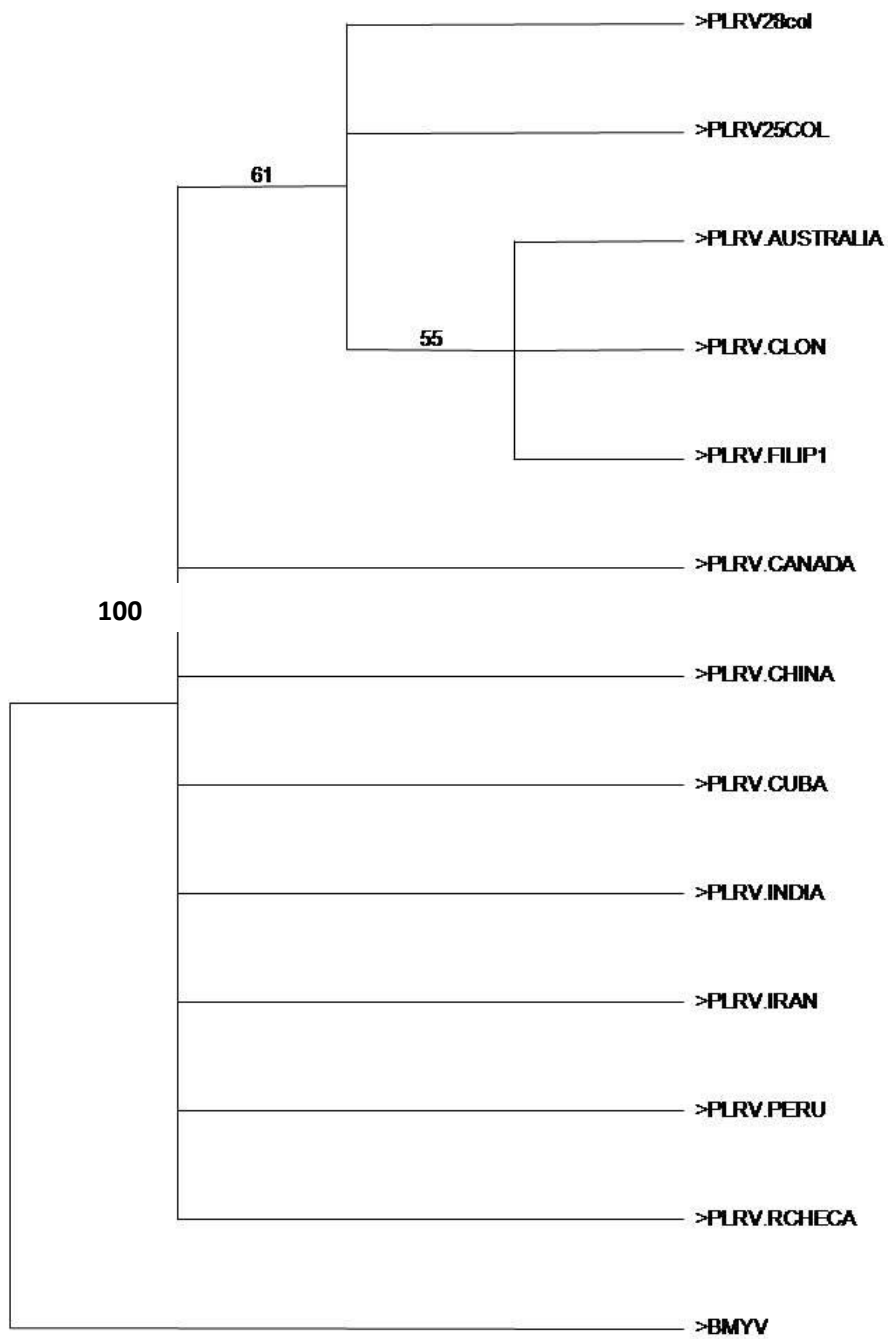 >PLRV28col
>PLRV25COL
61
>PLRV.AUSTRALIA
55
>PLRV.CLON
>PLRV.FILIP1
>PLRV.CANADA
100
>PLRV.CHINA
>PLRV.CUBA
>PLRV.INDIA
>PLRV.IRAN
>PLRV.PERU
>PLRV.RCHECA
>BMYV